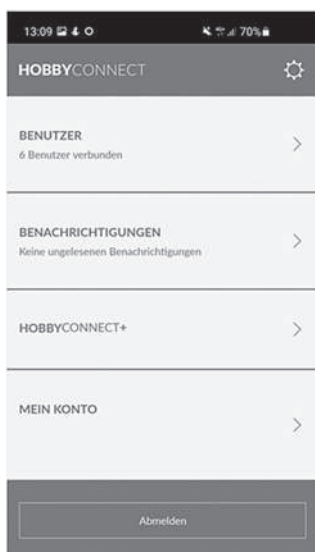 13:09 70%
HOBBYCONNECT
BENUTZER
6 Benutzer verbunden
BENACHRICHTIGUNGEN
Keine ungelesenen Benachrichtigungen
HOBBYCONNECT+
MEIN KONTO
Abmelden